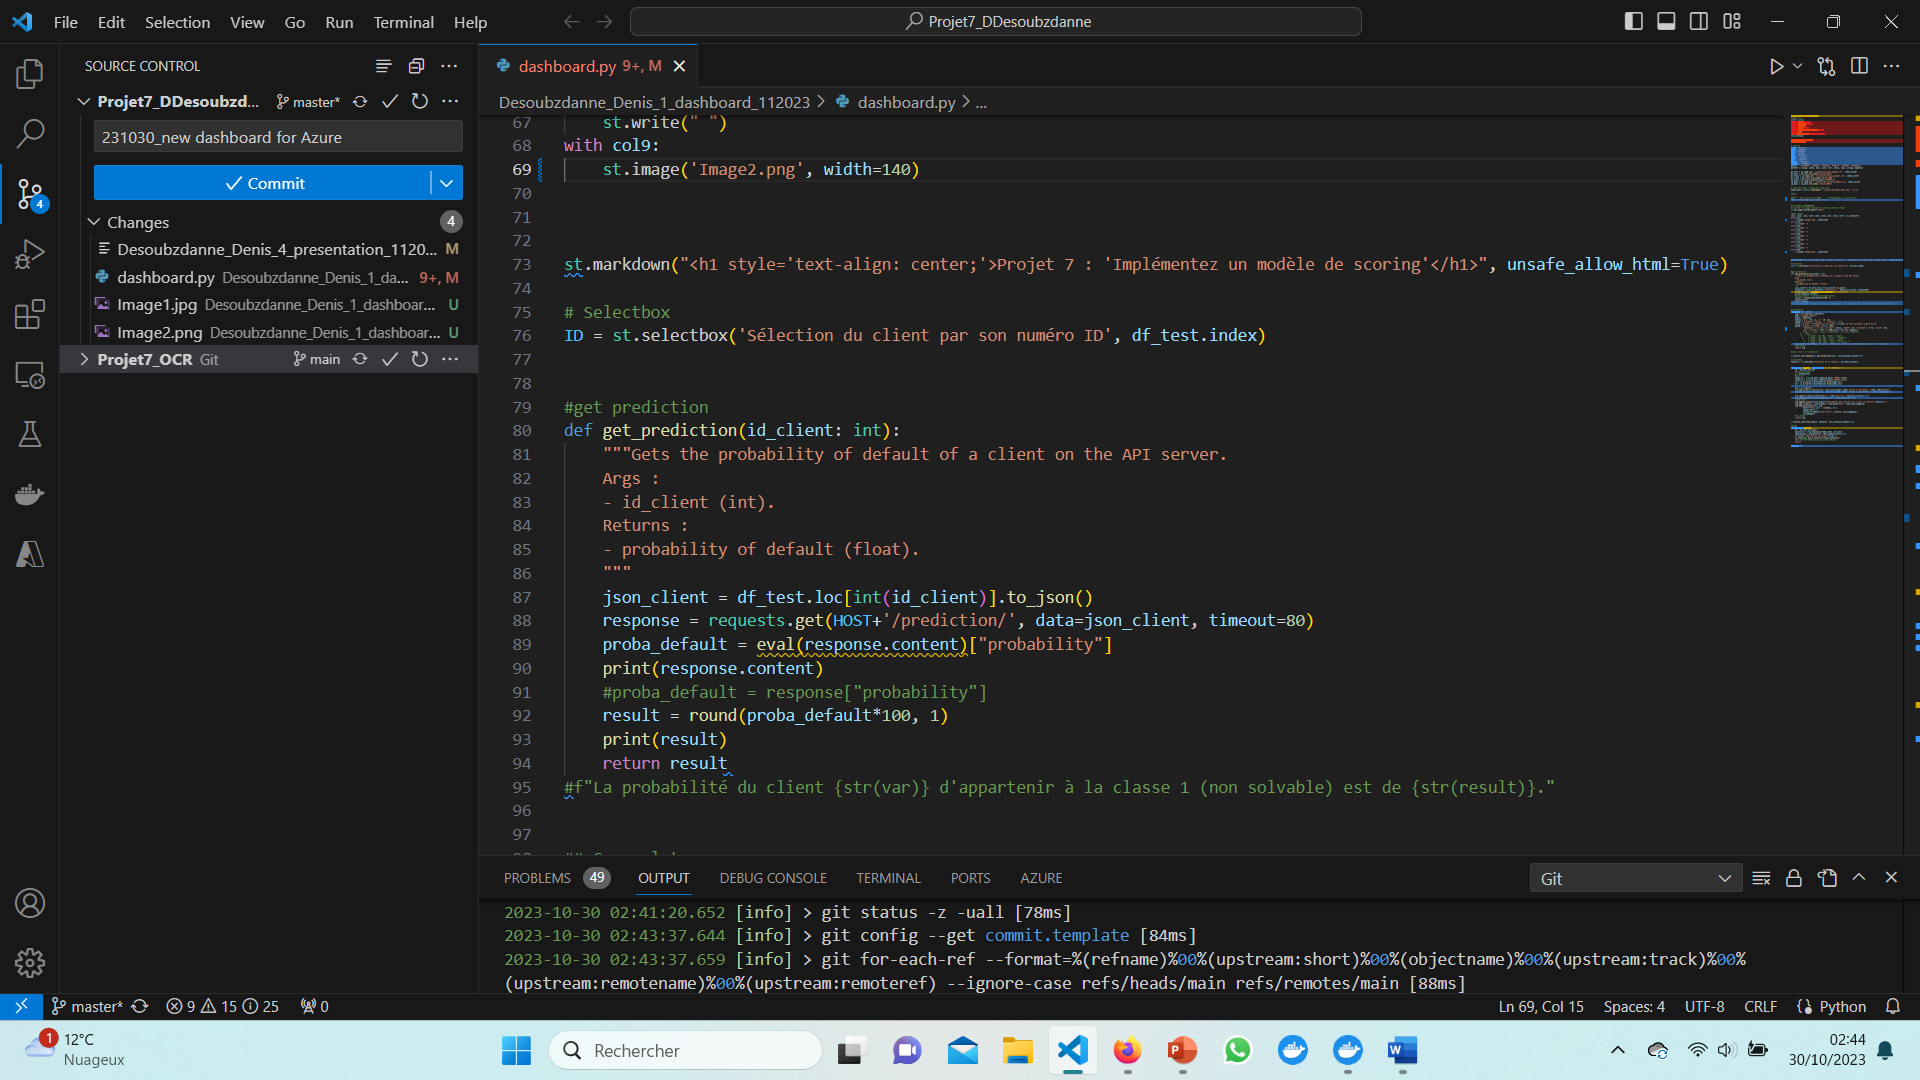 File Edit Selection View Go Run Terminal Help
Projet7_DDesoubzdanne
SOURCE CONTROL
Projet7_DDesoubzd... master*
231030_new dashboard for Azure
Commit
4
Changes 4
Desoubzdanne_Denis_4_presentation_1120... M
dashboard.py Desoubzdanne_Denis_1_da... 9+, M
Image1.jpg Desoubzdanne_Denis_1_dashboar... U
Image2.png Desoubzdanne_Denis_1_dashboar... U
Projet7_OCR Git main
dashboard.py 9+, M
Desoubzdanne_Denis_1_dashboard_112023 > dashboard.py > ...
67 st.write(" ")
68 with col9:
69 st.image('Image2.png', width=140)
70
71
72
73 st.markdown("<h1 style='text-align: center;'>Projet 7 : 'Implémentez un modèle de scoring'</h1>", unsafe_allow_html=True)
74
75 # Selectbox
76 ID = st.selectbox('Sélection du client par son numéro ID', df_test.index)
77
78
79 #get prediction
80 def get_prediction(id_client: int):
81 """Gets the probability of default of a client on the API server.
82 Args :
83 - id_client (int).
84 Returns :
85 - probability of default (float).
86 """
87 json_client = df_test.loc[int(id_client)].to_json()
88 response = requests.get(HOST+'/prediction/', data=json_client, timeout=80)
89 proba_default = eval(response.content)["probability"]
90 print(response.content)
91 #proba_default = response["probability"]
92 result = round(proba_default*100, 1)
93 print(result)
94 return result
95 #f"La probabilité du client {str(var)} d'appartenir à la classe 1 (non solvable) est de {str(result)}."
96
97
PROBLEMS 49 OUTPUT DEBUG CONSOLE TERMINAL PORTS AZURE
Git
2023-10-30 02:41:20.652 [info] > git status -z -uall [78ms]
2023-10-30 02:43:37.644 [info] > git config --get commit.template [84ms]
2023-10-30 02:43:37.659 [info] > git for-each-ref --format=%(refname)%00%(upstream:short)%00%(objectname)%00%(upstream:track)%00%
(upstream:remotename)%00%(upstream:remoteref) --ignore-case refs/heads/main refs/remotes/main [88ms]
master* 9 15 25 0
Ln 69, Col 15 Spaces: 4 UTF-8 CRLF Python
1
12°C
Nuageux
Rechercher
02:44
30/10/2023